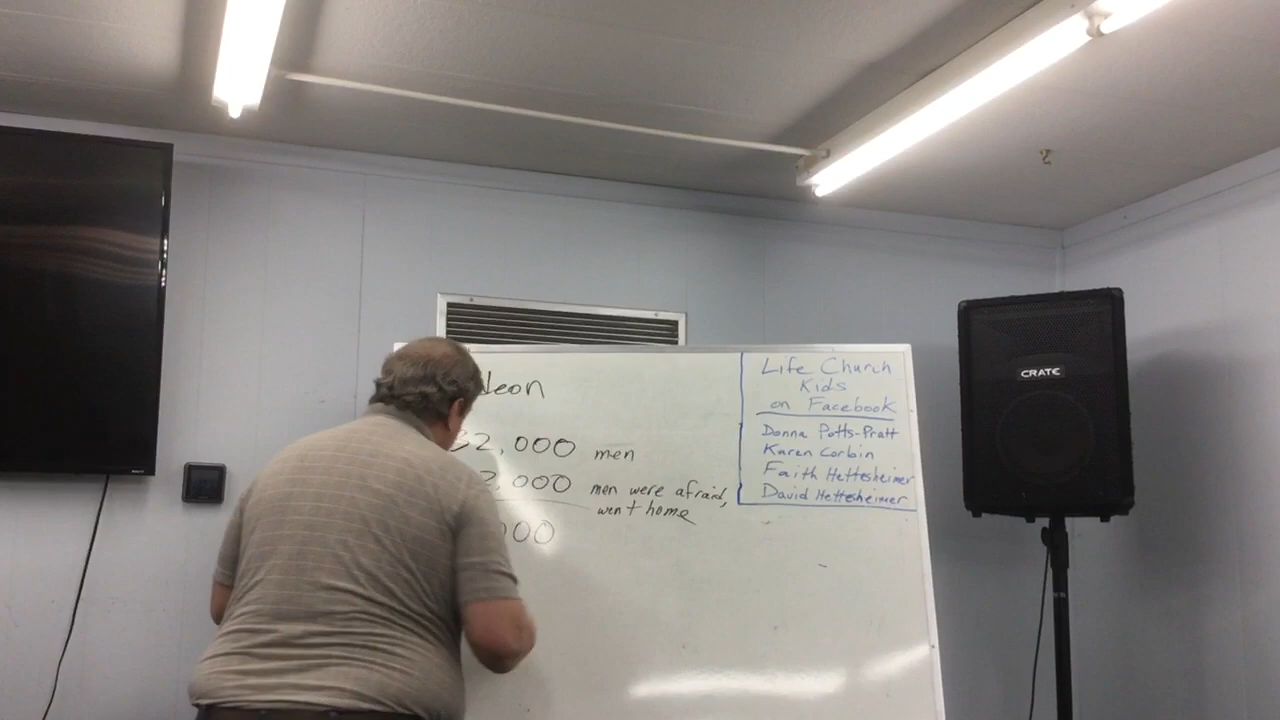 deon
32,000 men
2,000 men were afraid,
went home
000
Life Church
Kids
on Facebook
Donna Potts-Pratt
Karen Corbin
Faith Hettesheimer
David Hettesheimer
CRATE